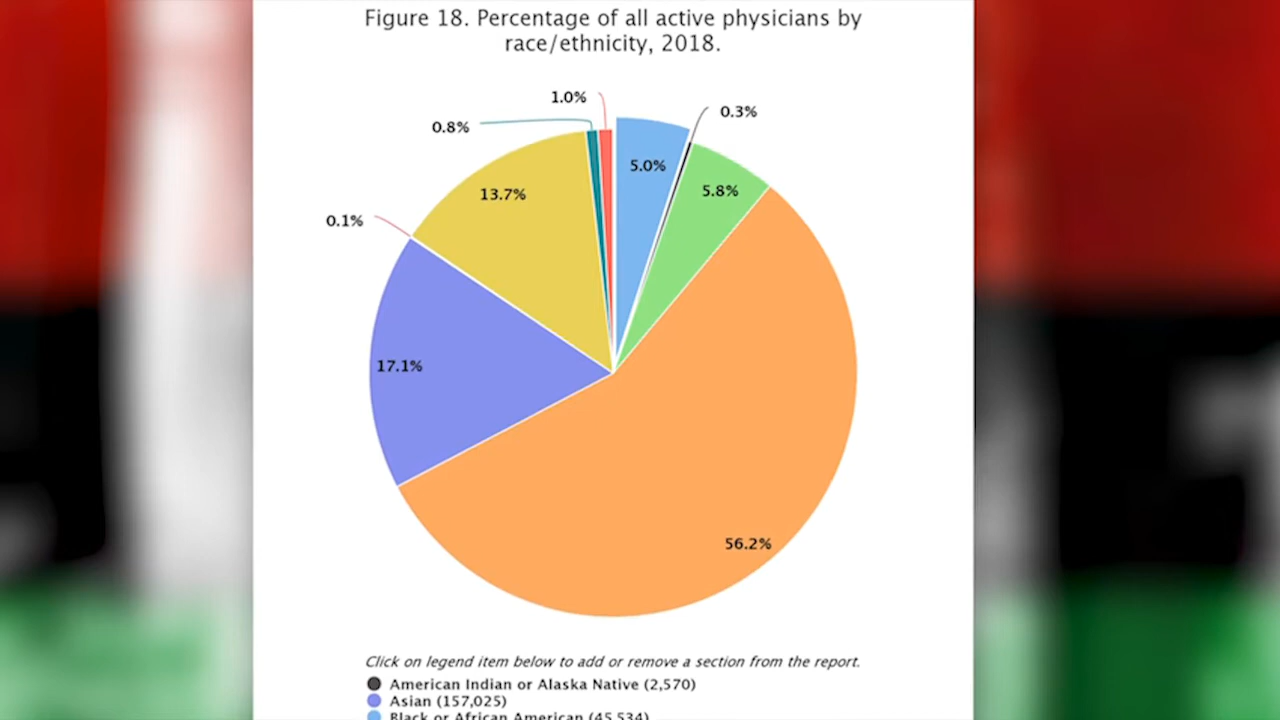 Figure 18. Percentage of all active physicians by
race/ethnicity, 2018.
1.0%
0.3%
0.8%
5.0%
5.8%
13.7%
0.1%
17.1%
56.2%
Click on legend item below to add or remove a section from the report.
American Indian or Alaska Native (2,570)
Asian (157,025)
Black or African American (45,534)